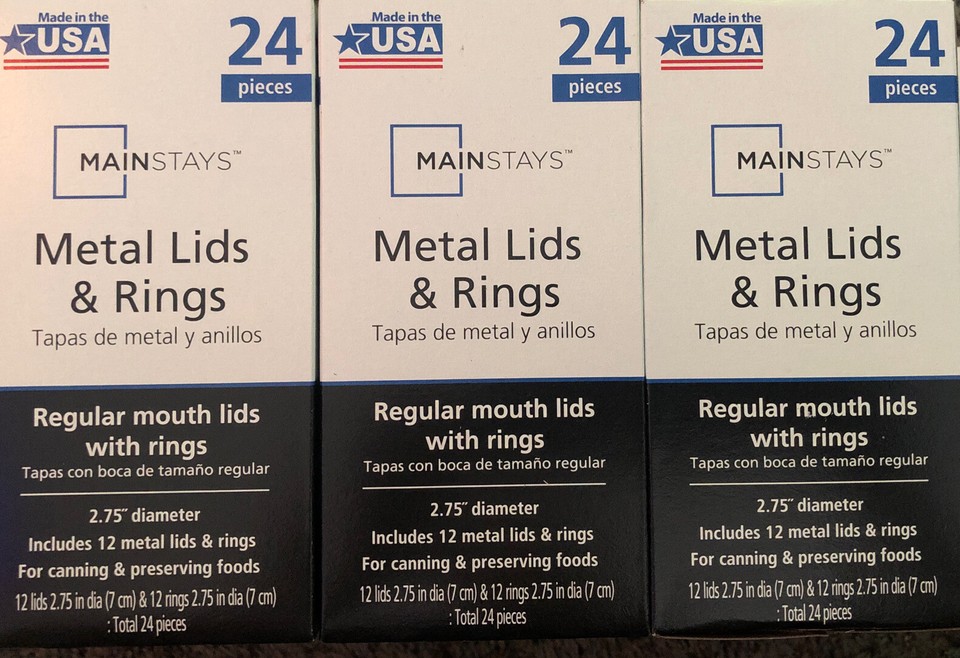 Made in the
USA
24
pieces
MAINSTAYS™
Metal Lids
& Rings
Tapas de metal y anillos
Regular mouth lids
with rings
Tapas con boca de tamaño regular
2.75" diameter
Includes 12 metal lids & rings
For canning & preserving foods
12 lids 2.75 in dia (7 cm) & 12 rings 2.75 in dia (7 cm)
: Total 24 pieces
Made in the
USA
24
pieces
MAINSTAYS™
Metal Lids
& Rings
Tapas de metal y anillos
Regular mouth lids
with rings
Tapas con boca de tamaño regular
2.75" diameter
Includes 12 metal lids & rings
For canning & preserving foods
12 lids 2.75 in dia (7 cm) & 12 rings 2.75 in dia (7 cm)
: Total 24 pieces
Made in the
USA
24
pieces
MAINSTAYS™
Metal Lids
& Rings
Tapas de metal y anillos
Regular mouth lids
with rings
Tapas con boca de tamaño regular
2.75" diameter
Includes 12 metal lids & rings
For canning & preserving foods
12 lids 2.75 in dia (7 cm) & 12 rings 2.75 in dia (7 cm)
: Total 24 pieces